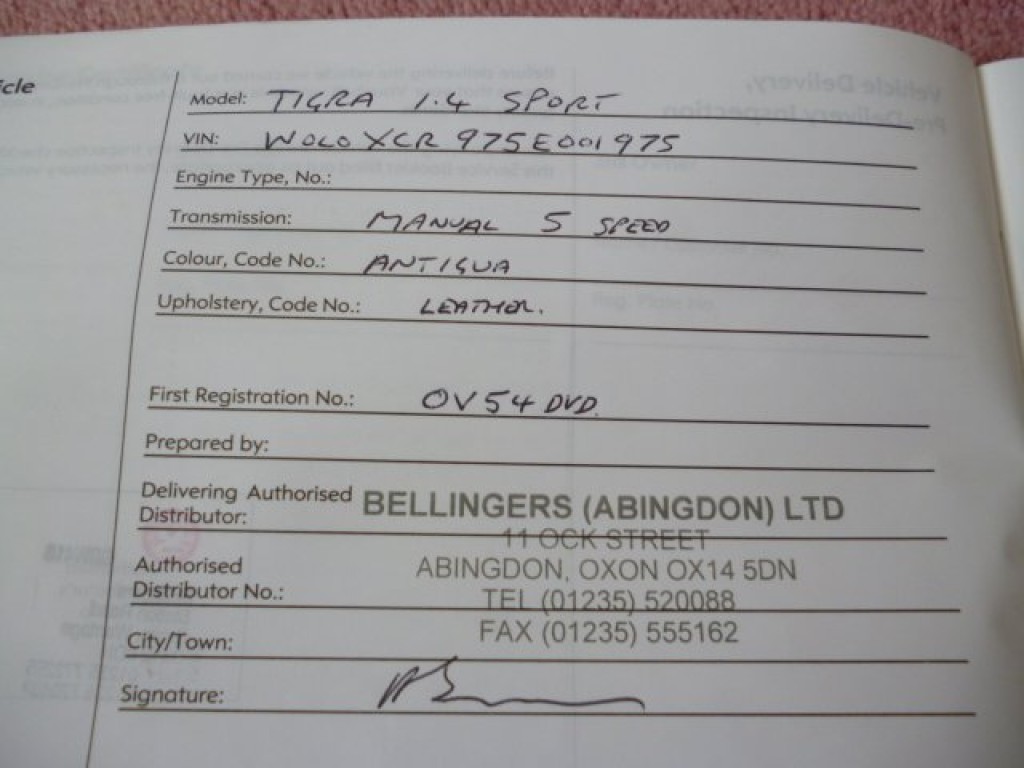 icle
Model: TIGRA 1.4 SPORT
VIN: WOLOXCR975E001975
Engine Type, No.:
Transmission: MANUAL 5 SPEED
Colour, Code No.: ANTIGUA
Upholstery, Code No.: LEATHER.
First Registration No.: OV54 DVD.
Prepared by:
Delivering Authorised
Distributor:
BELLINGERS (ABINGDON) LTD
11 OCK STREET
ABINGDON, OXON OX14 5DN
TEL (01235) 520088
FAX (01235) 555162
Authorised
Distributor No.:
City/Town:
Signature: